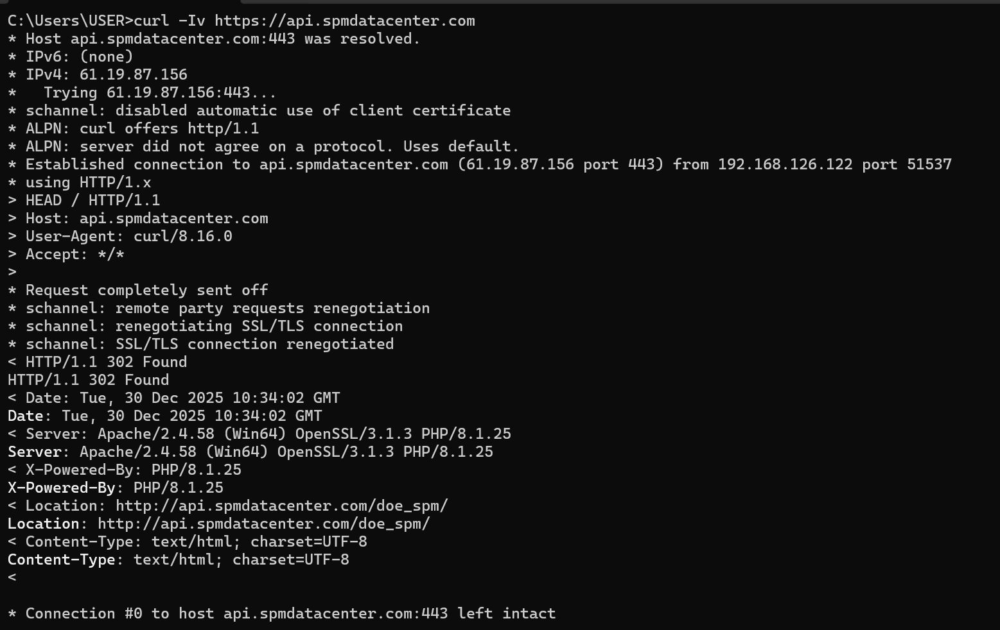 C:\Users\USER>curl -Iv https://api.spmdatacenter.com
* Host api.spmdatacenter.com:443 was resolved.
* IPv6: (none)
* IPv4: 61.19.87.156
*   Trying 61.19.87.156:443...
* schannel: disabled automatic use of client certificate
* ALPN: curl offers http/1.1
* ALPN: server did not agree on a protocol. Uses default.
* Established connection to api.spmdatacenter.com (61.19.87.156 port 443) from 192.168.126.122 port 51537
* using HTTP/1.x
> HEAD / HTTP/1.1
> Host: api.spmdatacenter.com
> User-Agent: curl/8.16.0
> Accept: */*
>
* Request completely sent off
* schannel: remote party requests renegotiation
* schannel: renegotiating SSL/TLS connection
* schannel: SSL/TLS connection renegotiated
< HTTP/1.1 302 Found
HTTP/1.1 302 Found
< Date: Tue, 30 Dec 2025 10:34:02 GMT
Date: Tue, 30 Dec 2025 10:34:02 GMT
< Server: Apache/2.4.58 (Win64) OpenSSL/3.1.3 PHP/8.1.25
Server: Apache/2.4.58 (Win64) OpenSSL/3.1.3 PHP/8.1.25
< X-Powered-By: PHP/8.1.25
X-Powered-By: PHP/8.1.25
< Location: http://api.spmdatacenter.com/doe_spm/
Location: http://api.spmdatacenter.com/doe_spm/
< Content-Type: text/html; charset=UTF-8
Content-Type: text/html; charset=UTF-8
<

* Connection #0 to host api.spmdatacenter.com:443 left intact